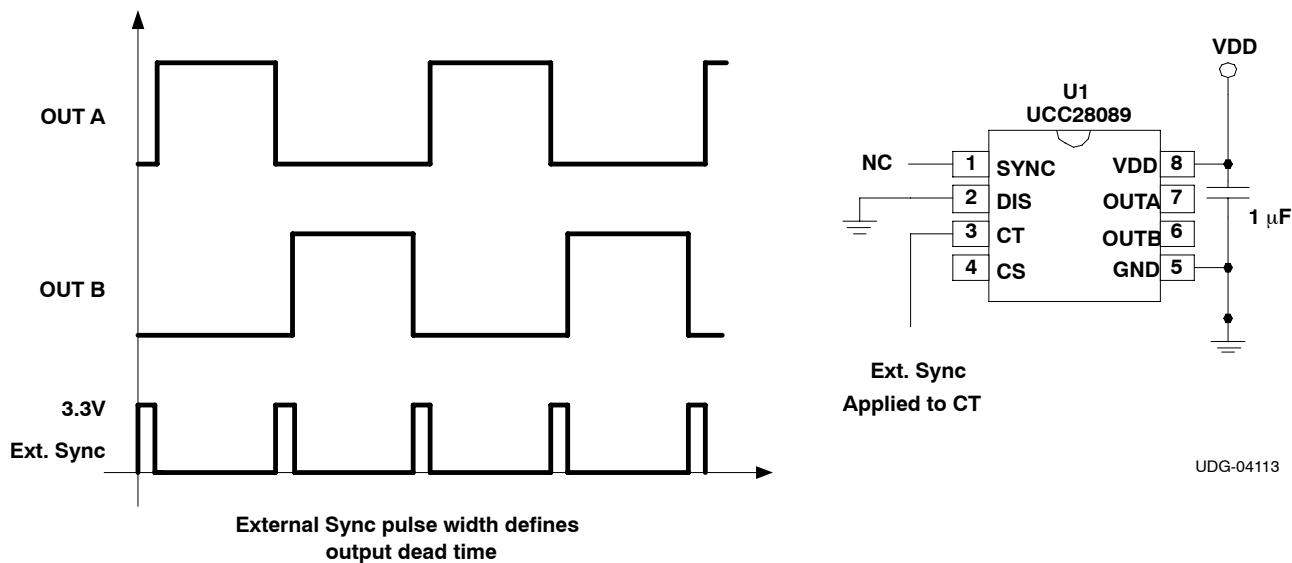 OUT A
OUT B
3.3V
Ext. Sync
External Sync pulse width defines
output dead time
VDD
U1
UCC28089
NC
1 SYNC VDD 8
2 DIS OUTA 7
3 CT OUTB 6
4 CS GND 5
1 μF
Ext. Sync
Applied to CT
UDG-04113